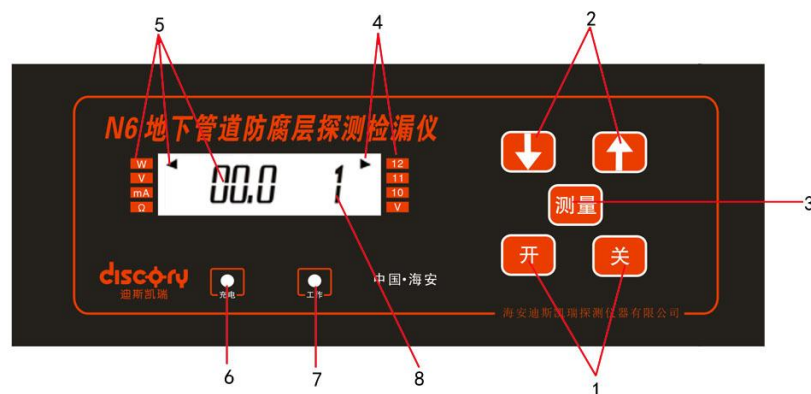 5
4
2
N6 地下管道防腐层探测检漏仪
W
V
mA
Ω
00.0 1
12
11
10
V
测量
3
开
关
discory
迪斯凯瑞
充电
工作
中国·海安
海安迪斯凯瑞探测仪器有限公司
6
7
8
1